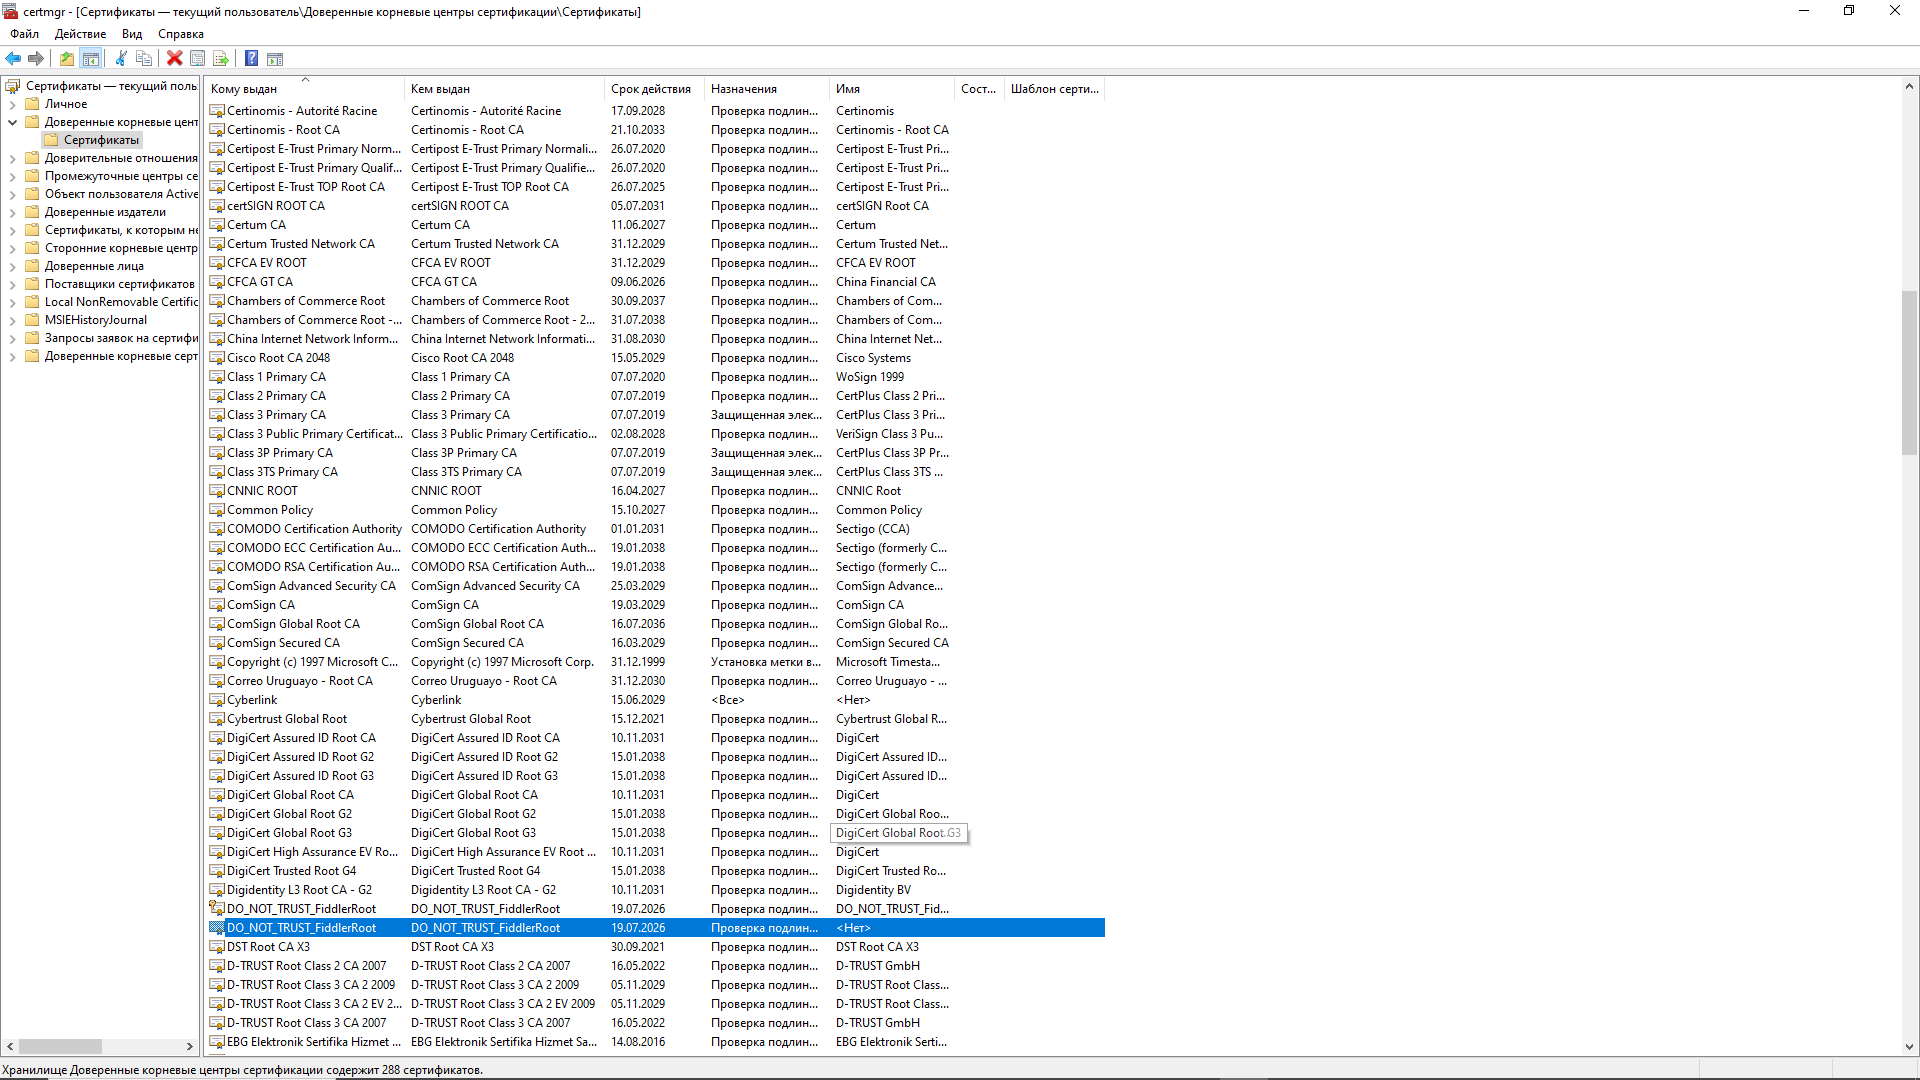 certmgr - [Сертификаты — текущий пользователь\Доверенные корневые центры сертификации\Сертификаты]
Файл Действие Вид Справка
Сертификаты — текущий поль
Личное
Доверенные корневые цент
Сертификаты
Доверительные отношения
Промежуточные центры се
Объект пользователя Active
Доверенные издатели
Сертификаты, к которым не
Сторонние корневые центр
Доверенные лица
Поставщики сертификатов
Local NonRemovable Certific
MSIEHistoryJournal
Запросы заявок на сертифи
Доверенные корневые серт
Кому выдан Кем выдан Срок действия Назначения Имя Сост... Шаблон серти...
Certinomis - Autorité Racine Certinomis - Autorité Racine 17.09.2028 Проверка подлин... Certinomis
Certinomis - Root CA Certinomis - Root CA 21.10.2033 Проверка подлин... Certinomis - Root CA
Certipost E-Trust Primary Norm... Certipost E-Trust Primary Normali... 26.07.2020 Проверка подлин... Certipost E-Trust Pri...
Certipost E-Trust Primary Qualif... Certipost E-Trust Primary Qualifie... 26.07.2020 Проверка подлин... Certipost E-Trust Pri...
Certipost E-Trust TOP Root CA Certipost E-Trust TOP Root CA 26.07.2025 Проверка подлин... Certipost E-Trust Pri...
certSIGN ROOT CA certSIGN ROOT CA 05.07.2031 Проверка подлин... certSIGN Root CA
Certum CA Certum CA 11.06.2027 Проверка подлин... Certum
Certum Trusted Network CA Certum Trusted Network CA 31.12.2029 Проверка подлин... Certum Trusted Net...
CFCA EV ROOT CFCA EV ROOT 31.12.2029 Проверка подлин... CFCA EV ROOT
CFCA GT CA CFCA GT CA 09.06.2026 Проверка подлин... China Financial CA
Chambers of Commerce Root Chambers of Commerce Root 30.09.2037 Проверка подлин... Chambers of Com...
Chambers of Commerce Root -... Chambers of Commerce Root - 2... 31.07.2038 Проверка подлин... Chambers of Com...
China Internet Network Inform... China Internet Network Informati... 31.08.2030 Проверка подлин... China Internet Net...
Cisco Root CA 2048 Cisco Root CA 2048 15.05.2029 Проверка подлин... Cisco Systems
Class 1 Primary CA Class 1 Primary CA 07.07.2020 Проверка подлин... WoSign 1999
Class 2 Primary CA Class 2 Primary CA 07.07.2019 Проверка подлин... CertPlus Class 2 Pri...
Class 3 Primary CA Class 3 Primary CA 07.07.2019 Защищенная элек... CertPlus Class 3 Pri...
Class 3 Public Primary Certificat... Class 3 Public Primary Certificatio... 02.08.2028 Проверка подлин... VeriSign Class 3 Pu...
Class 3P Primary CA Class 3P Primary CA 07.07.2019 Защищенная элек... CertPlus Class 3P Pr...
Class 3TS Primary CA Class 3TS Primary CA 07.07.2019 Защищенная элек... CertPlus Class 3TS ...
CNNIC ROOT CNNIC ROOT 16.04.2027 Проверка подлин... CNNIC Root
Common Policy Common Policy 15.10.2027 Проверка подлин... Common Policy
COMODO Certification Authority COMODO Certification Authority 01.01.2031 Проверка подлин... Sectigo (CCA)
COMODO ECC Certification Au... COMODO ECC Certification Auth... 19.01.2038 Проверка подлин... Sectigo (formerly C...
COMODO RSA Certification Au... COMODO RSA Certification Auth... 19.01.2038 Проверка подлин... Sectigo (formerly C...
ComSign Advanced Security CA ComSign Advanced Security CA 25.03.2029 Проверка подлин... ComSign Advance...
ComSign CA ComSign CA 19.03.2029 Проверка подлин... ComSign CA
ComSign Global Root CA ComSign Global Root CA 16.07.2036 Проверка подлин... ComSign Global Ro...
ComSign Secured CA ComSign Secured CA 16.03.2029 Проверка подлин... ComSign Secured CA
Copyright (c) 1997 Microsoft C... Copyright (c) 1997 Microsoft Corp. 31.12.1999 Установка метки в... Microsoft Timesta...
Correo Uruguayo - Root CA Correo Uruguayo - Root CA 31.12.2030 Проверка подлин... Correo Uruguayo - ...
Cyberlink Cyberlink 15.06.2029 <Все> <Нет>
Cybertrust Global Root Cybertrust Global Root 15.12.2021 Проверка подлин... Cybertrust Global R...
DigiCert Assured ID Root CA DigiCert Assured ID Root CA 10.11.2031 Проверка подлин... DigiCert
DigiCert Assured ID Root G2 DigiCert Assured ID Root G2 15.01.2038 Проверка подлин... DigiCert Assured ID...
DigiCert Assured ID Root G3 DigiCert Assured ID Root G3 15.01.2038 Проверка подлин... DigiCert Assured ID...
DigiCert Global Root CA DigiCert Global Root CA 10.11.2031 Проверка подлин... DigiCert
DigiCert Global Root G2 DigiCert Global Root G2 15.01.2038 Проверка подлин... DigiCert Global Roo...
DigiCert Global Root G3 DigiCert Global Root G3 15.01.2038 Проверка подлин... DigiCert Global Root G3
DigiCert High Assurance EV Ro... DigiCert High Assurance EV Root ... 10.11.2031 Проверка подлин... DigiCert
DigiCert Trusted Root G4 DigiCert Trusted Root G4 15.01.2038 Проверка подлин... DigiCert Trusted Ro...
Digidentity L3 Root CA - G2 Digidentity L3 Root CA - G2 10.11.2031 Проверка подлин... Digidentity BV
DO_NOT_TRUST_FiddlerRoot DO_NOT_TRUST_FiddlerRoot 19.07.2026 Проверка подлин... DO_NOT_TRUST_Fid...
DO_NOT_TRUST_FiddlerRoot DO_NOT_TRUST_FiddlerRoot 19.07.2026 Проверка подлин... <Нет>
DST Root CA X3 DST Root CA X3 30.09.2021 Проверка подлин... DST Root CA X3
D-TRUST Root Class 2 CA 2007 D-TRUST Root Class 2 CA 2007 16.05.2022 Проверка подлин... D-TRUST GmbH
D-TRUST Root Class 3 CA 2 2009 D-TRUST Root Class 3 CA 2 2009 05.11.2029 Проверка подлин... D-TRUST Root Class...
D-TRUST Root Class 3 CA 2 EV 2... D-TRUST Root Class 3 CA 2 EV 2009 05.11.2029 Проверка подлин... D-TRUST Root Class...
D-TRUST Root Class 3 CA 2007 D-TRUST Root Class 3 CA 2007 16.05.2022 Проверка подлин... D-TRUST GmbH
EBG Elektronik Sertifika Hizmet ... EBG Elektronik Sertifika Hizmet Sa... 14.08.2016 Проверка подлин... EBG Elektronik Serti...
Хранилище Доверенные корневые центры сертификации содержит 288 сертификатов.